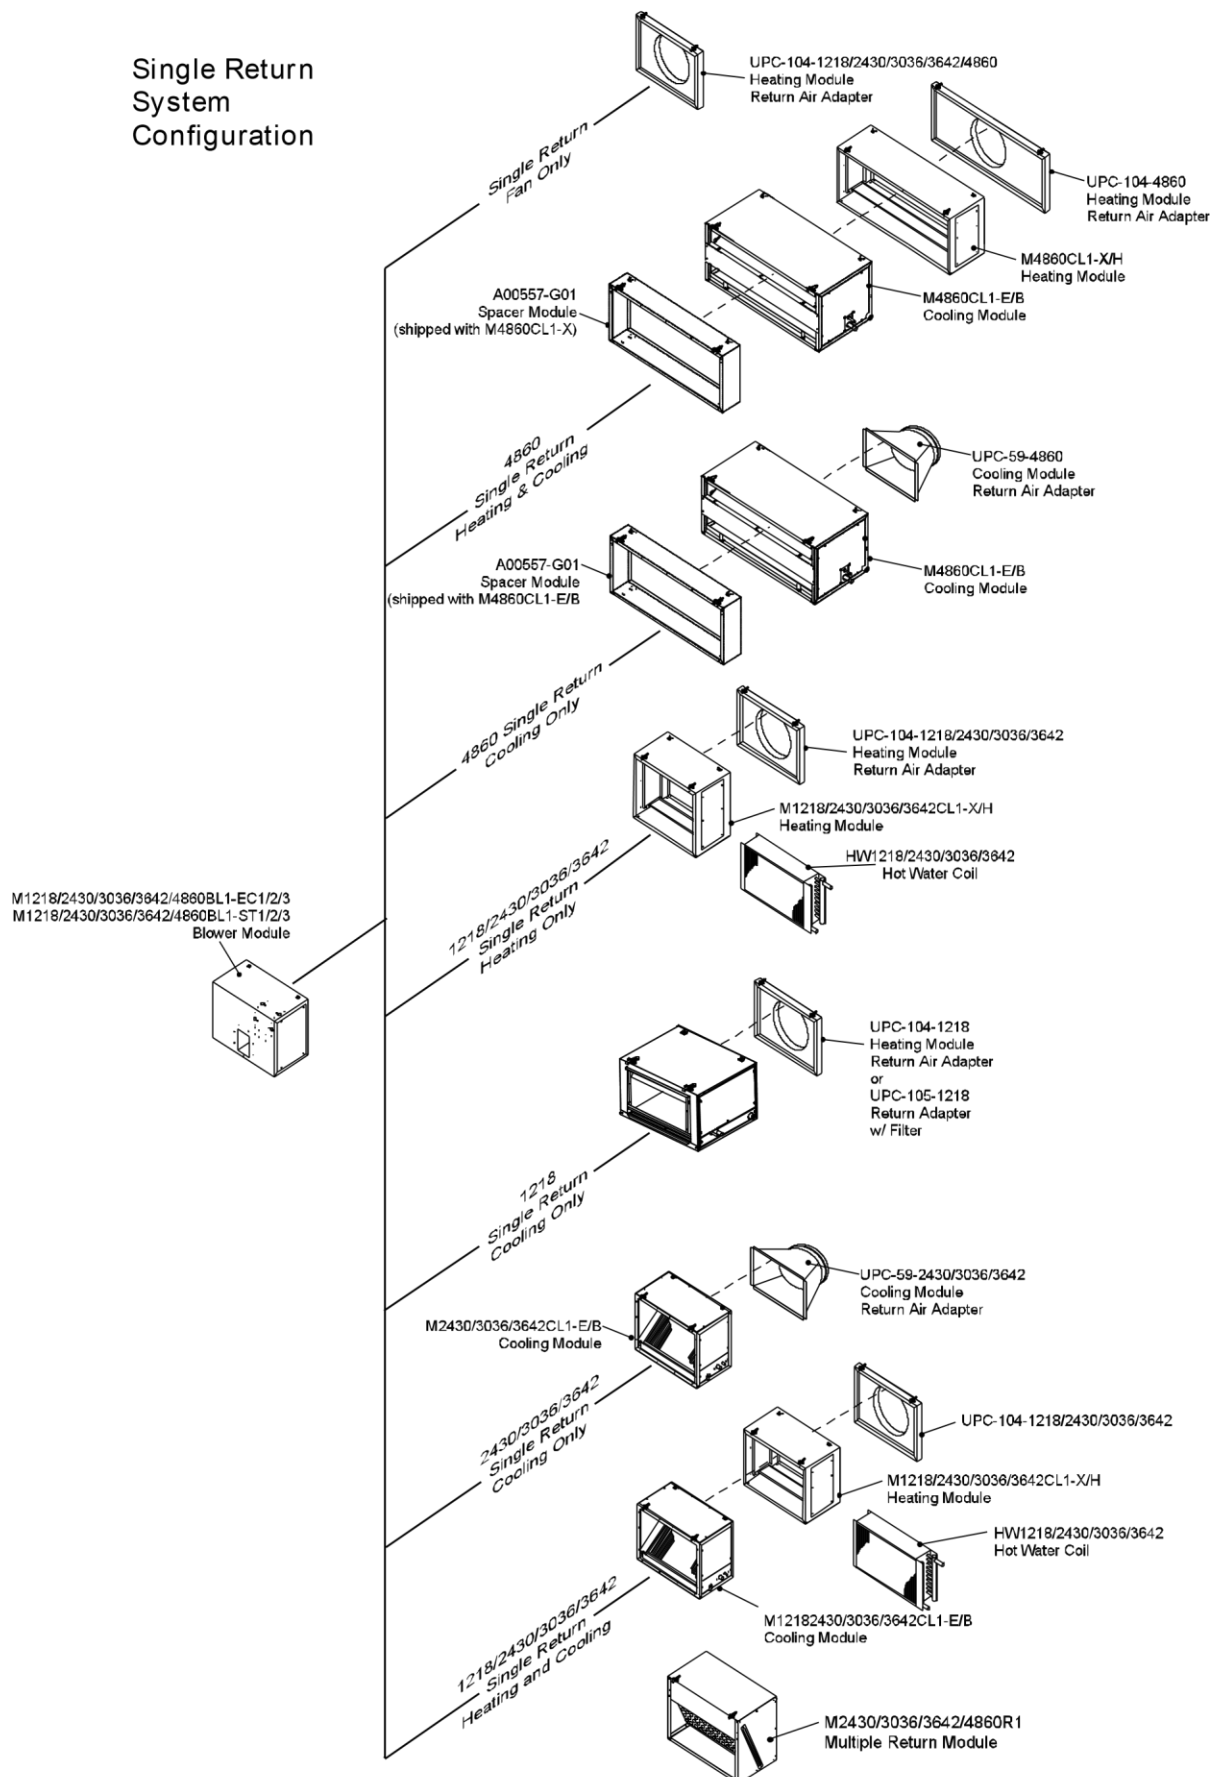 Single Return
System
Configuration
UPC-104-1218/2430/3036/3642/4860
Heating Module
Return Air Adapter
Single Return
Fan Only
UPC-104-4860
Heating Module
Return Air Adapter
M4860CL1-X/H
Heating Module
M4860CL1-E/B
Cooling Module
A00557-G01
Spacer Module
(shipped with M4860CL1-X)
4860
Single Return
Heating & Cooling
UPC-59-4860
Cooling Module
Return Air Adapter
M4860CL1-E/B
Cooling Module
A00557-G01
Spacer Module
(shipped with M4860CL1-E/B
4860 Single Return
Cooling Only
UPC-104-1218/2430/3036/3642
Heating Module
Return Air Adapter
M1218/2430/3036/3642CL1-X/H
Heating Module
HW1218/2430/3036/3642
Hot Water Coil
1218/2430/3036/3642
Single Return
Heating Only
M1218/2430/3036/3642/4860BL1-EC1/2/3
M1218/2430/3036/3642/4860BL1-ST1/2/3
Blower Module
UPC-104-1218
Heating Module
Return Air Adapter
or
UPC-105-1218
Return Adapter
w/ Filter
1218
Single Return
Cooling Only
UPC-59-2430/3036/3642
Cooling Module
Return Air Adapter
M2430/3036/3642CL1-E/B
Cooling Module
2430/3036/3642
Single Return
Cooling Only
UPC-104-1218/2430/3036/3642
M1218/2430/3036/3642CL1-X/H
Heating Module
HW1218/2430/3036/3642
Hot Water Coil
M12182430/3036/3642CL1-E/B
Cooling Module
1218/2430/3036/3642
Single Return
Heating and Cooling
M2430/3036/3642/4860R1
Multiple Return Module